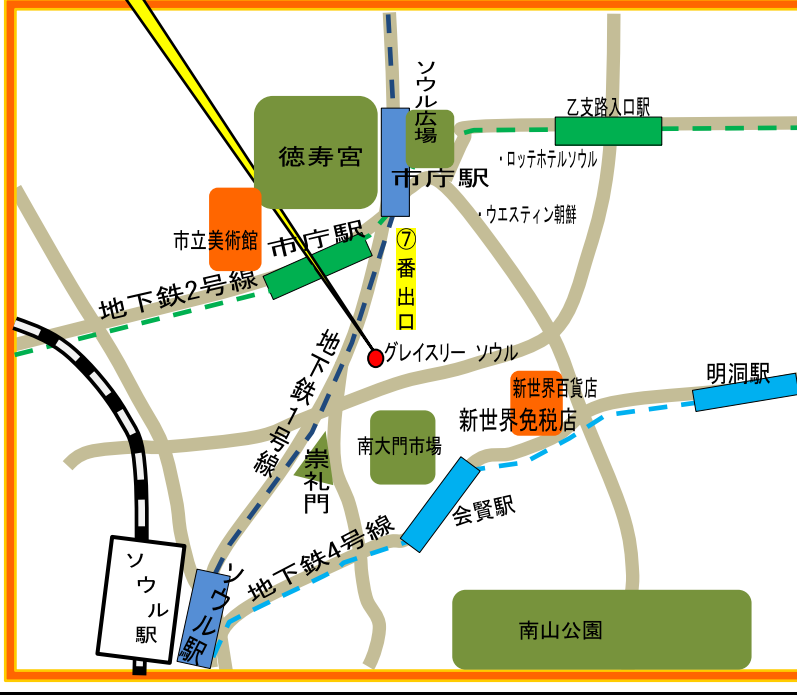 ソウル広場
乙支路入口駅
・ロッテホテルソウル
徳寿宮
市庁駅
・ウエスティン朝鮮
市立美術館
市庁駅
⑦番出口
地下鉄2号線
地下鉄1号線
グレイスリー ソウル
明洞駅
新世界百貨店
新世界免税店
南大門市場
崇礼門
会賢駅
地下鉄4号線
ソウル駅
ソウル駅
南山公園